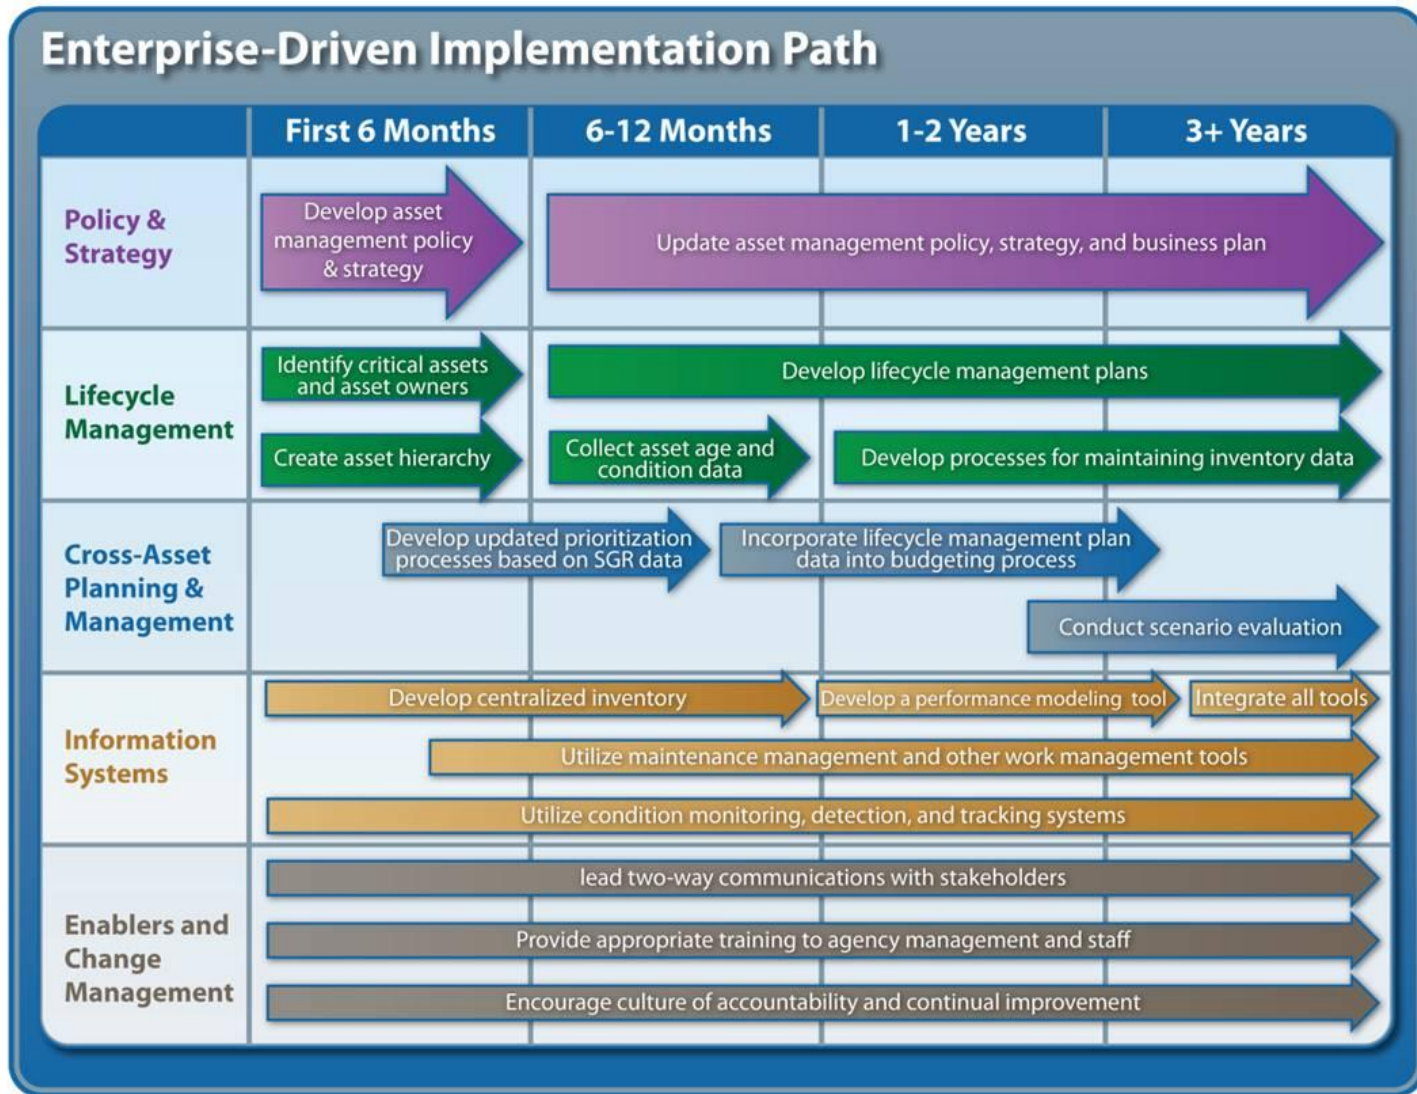 Enterprise-Driven Implementation Path
First 6 Months
6-12 Months
1-2 Years
3+ Years
Policy &
Strategy
Develop asset
management policy
& strategy
Update asset management policy, strategy, and business plan
Lifecycle
Management
Identify critical assets
and asset owners
Develop lifecycle management plans
Create asset hierarchy
Collect asset age and
condition data
Develop processes for maintaining inventory data
Cross-Asset
Planning &
Management
Develop updated prioritization
processes based on SGR data
Incorporate lifecycle management plan
data into budgeting process
Conduct scenario evaluation
Information
Systems
Develop centralized inventory
Develop a performance modeling tool
Integrate all tools
Utilize maintenance management and other work management tools
Utilize condition monitoring, detection, and tracking systems
Enablers and
Change
Management
lead two-way communications with stakeholders
Provide appropriate training to agency management and staff
Encourage culture of accountability and continual improvement